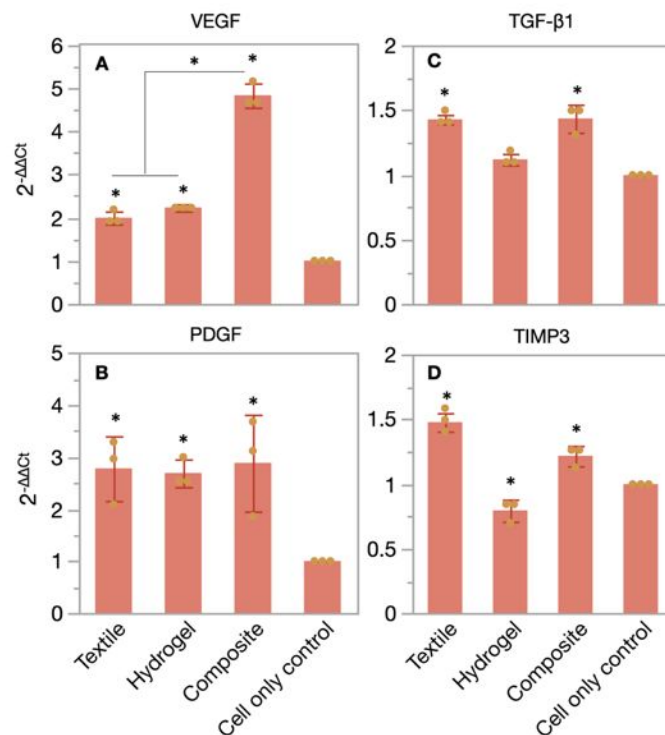 VEGF
TGF-β1
A
C
2^-ΔΔCt
6
5
4
3
2
1
0
2
1.5
1
0.5
0
*
*
*
*
*
*
PDGF
TIMP3
B
D
2^-ΔΔCt
5
4
3
2
1
0
2
1.5
1
0.5
0
*
*
*
*
*
*
Textile
Hydrogel
Composite
Cell only control
Textile
Hydrogel
Composite
Cell only control